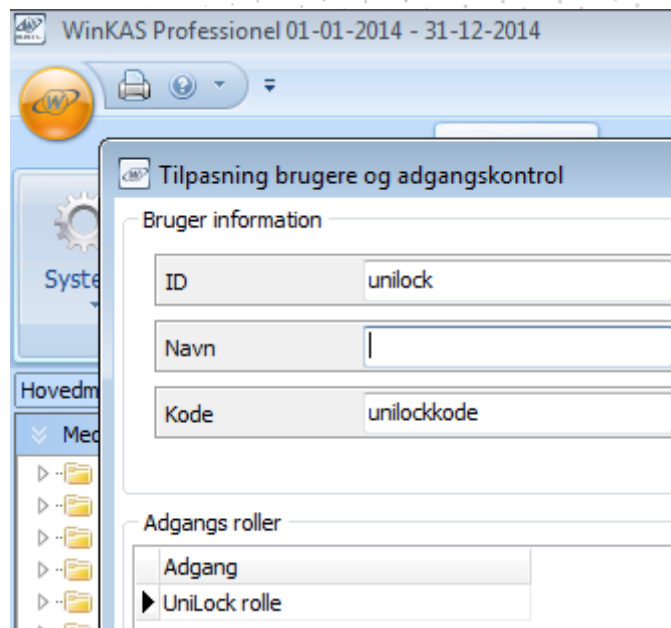 WinKAS Professionel 01-01-2014 - 31-12-2014
Tilpasning brugere og adgangskontrol
Bruger information
Syste
ID unilock
Navn
Hovedm
Kode unilockkode
Med
Adgangs roller
Adgang
UniLock rolle